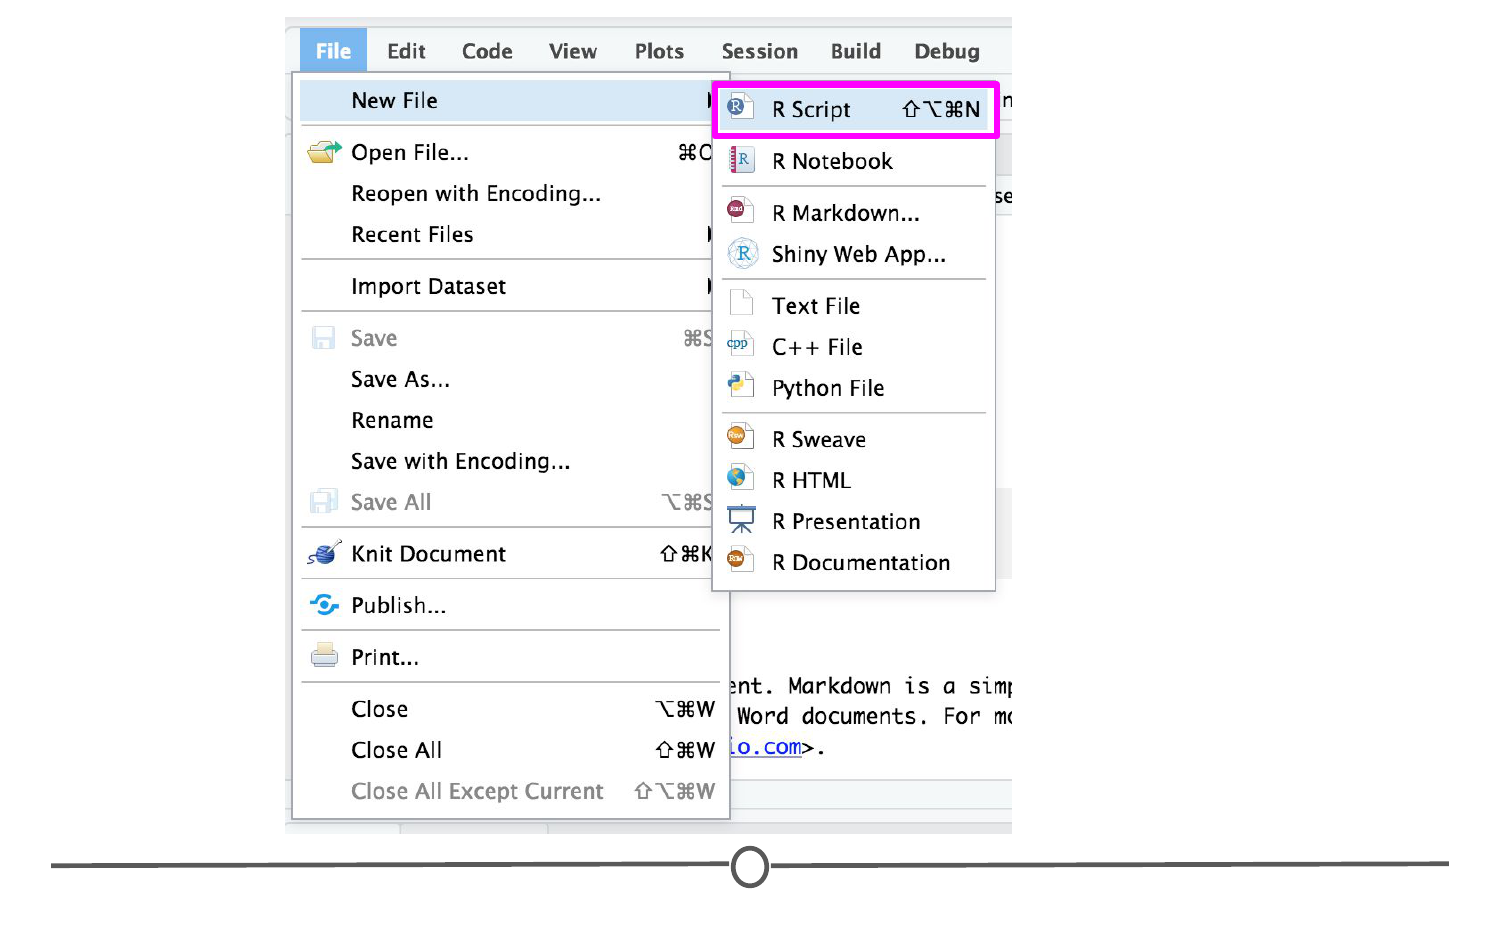 File Edit Code View Plots Session Build Debug
New File
Open File... ⌘O
Reopen with Encoding...
Recent Files
Import Dataset
Save ⌘S
Save As...
Rename
Save with Encoding...
Save All ⌥⌘S
Knit Document ⇧⌘K
Publish...
Print...
Close ⌥⌘W
Close All ⇧⌘W
Close All Except Current ⇧⌥⌘W
R Script ⇧⌥⌘N
R Notebook
R Markdown...
Shiny Web App...
Text File
cpp C++ File
Python File
R Sweave
R HTML
R Presentation
R Documentation
ent. Markdown is a simp
Word documents. For mo
io.com>.